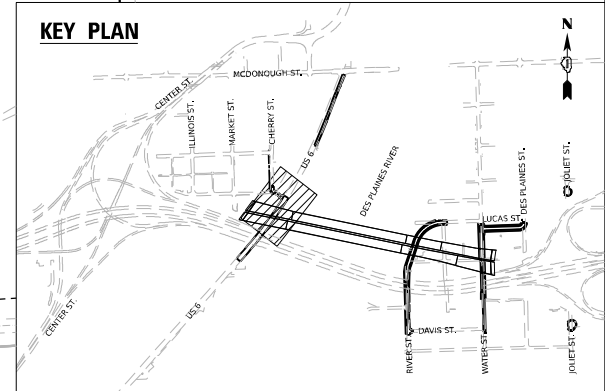 KEY PLAN
N
MCDONOUGH ST.
CENTER ST.
ILLINOIS ST.
MARKET ST.
CHERRY ST.
US 6
DES PLAINES RIVER
DES PLAINES ST.
JOLIET ST.
LUCAS ST.
CENTER ST.
US 6
DAVIS ST.
RIVER ST.
WATER ST.
JOLIET ST.